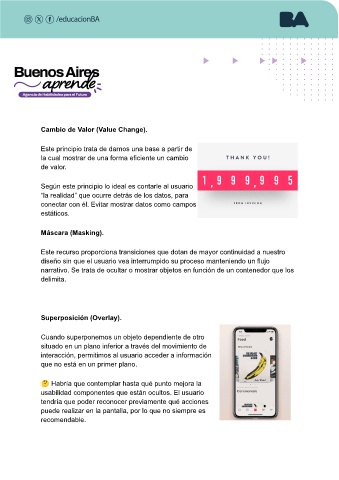 /educacionBA
BA
Buenos Aires
aprende
Agencia de Habilidades para el Futuro
Cambio de Valor (Value Change).
Este principio trata de darnos una base a partir de
la cual mostrar de una forma eficiente un cambio
de valor.
THANK YOU!
1,999,995
Según este principio lo ideal es contarle al usuario
“la realidad” que ocurre detrás de los datos, para
conectar con él. Evitar mostrar datos como campos
estáticos.
Máscara (Masking).
Este recurso proporciona transiciones que dotan de mayor continuidad a nuestro
diseño sin que el usuario vea interrumpido su proceso manteniendo un flujo
narrativo. Se trata de ocultar o mostrar objetos en función de un contenedor que los
delimita.
Superposición (Overlay).
Cuando superponemos un objeto dependiente de otro
situado en un plano inferior a través del movimiento de
interacción, permitimos al usuario acceder a información
que no está en un primer plano.
🤔 Habría que contemplar hasta qué punto mejora la
usabilidad componentes que están ocultos. El usuario
tendría que poder reconocer previamente qué acciones
puede realizar en la pantalla, por lo que no siempre es
recomendable.
Feed